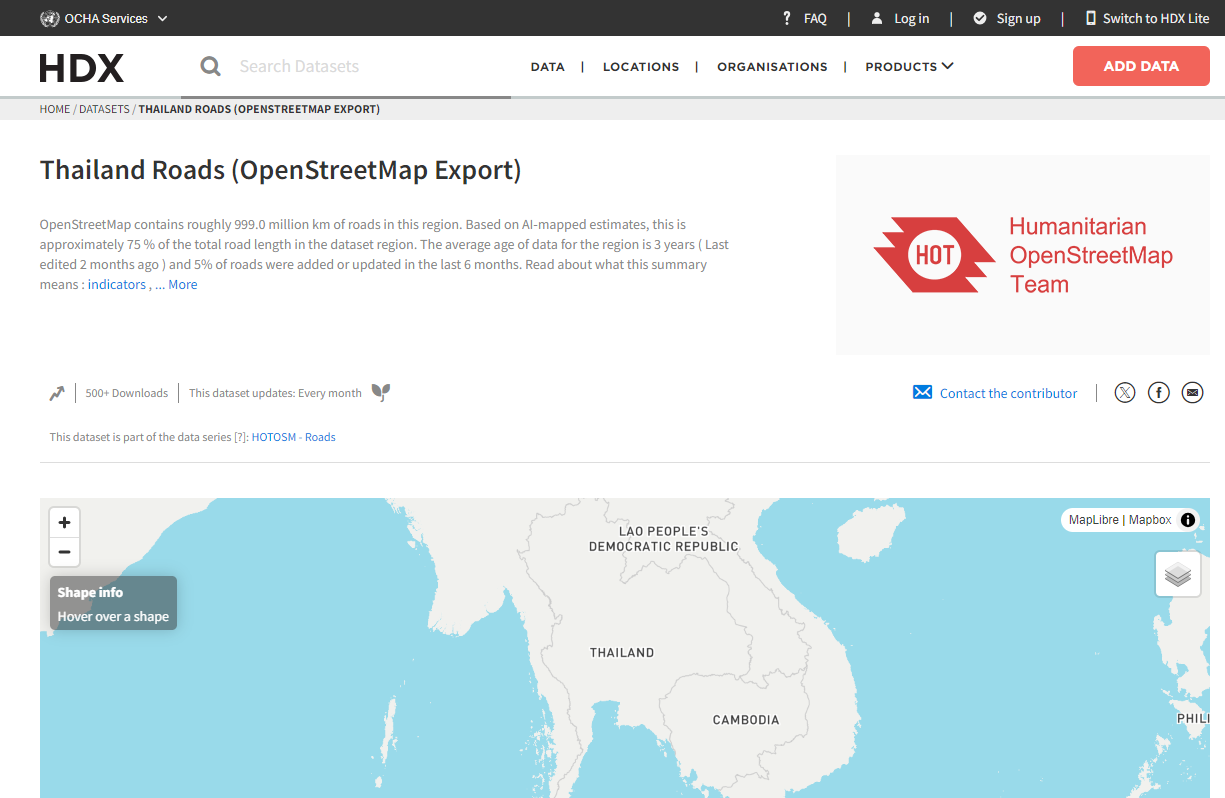 OCHA Services
? FAQ | Log in | Sign up | Switch to HDX Lite
HDX
Search Datasets
DATA | LOCATIONS | ORGANISATIONS | PRODUCTS
ADD DATA
HOME / DATASETS / THAILAND ROADS (OPENSTREETMAP EXPORT)
Thailand Roads (OpenStreetMap Export)
OpenStreetMap contains roughly 999.0 million km of roads in this region. Based on AI-mapped estimates, this is
approximately 75 % of the total road length in the dataset region. The average age of data for the region is 3 years ( Last
edited 2 months ago ) and 5% of roads were added or updated in the last 6 months. Read about what this summary
means : indicators , ... More
HOT
Humanitarian
OpenStreetMap
Team
500+ Downloads | This dataset updates: Every month
Contact the contributor
This dataset is part of the data series [?]: HOTOSM - Roads
+
−
Shape info
Hover over a shape
MapLibre | Mapbox
LAO PEOPLE'S
DEMOCRATIC REPUBLIC
THAILAND
CAMBODIA
PHILI